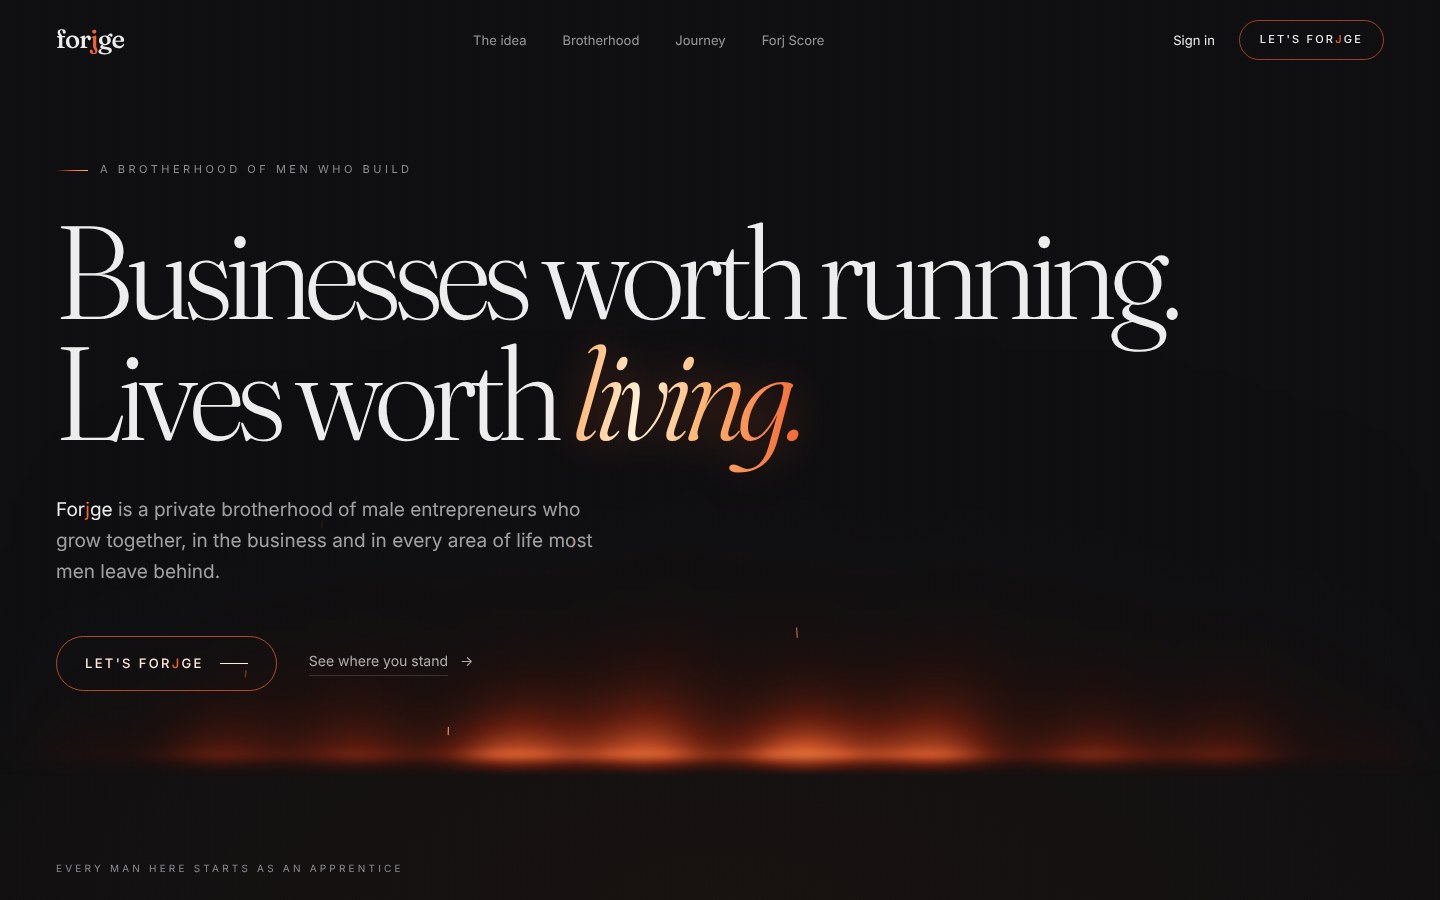 forjge
The idea
Brotherhood
Journey
Forj Score
Sign in
LET'S FORJGE
A BROTHERHOOD OF MEN WHO BUILD
Businesses worth running.
Lives worth living.
Forjge is a private brotherhood of male entrepreneurs who
grow together, in the business and in every area of life most
men leave behind.
LET'S FORJGE
See where you stand →
EVERY MAN HERE STARTS AS AN APPRENTICE